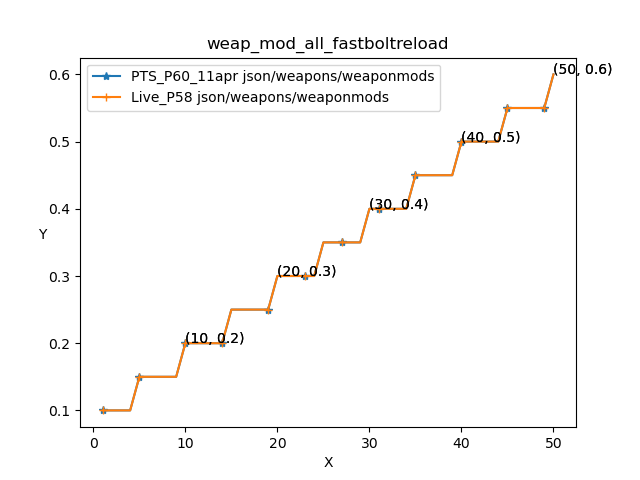 weap_mod_all_fastboltreload
PTS_P60_11apr json/weapons/weaponmods
Live_P58 json/weapons/weaponmods
(50, 0.6)
(40, 0.5)
(30, 0.4)
(20, 0.3)
(10, 0.2)
0.6
0.5
0.4
0.3
0.2
0.1
Y
0 10 20 30 40 50
X